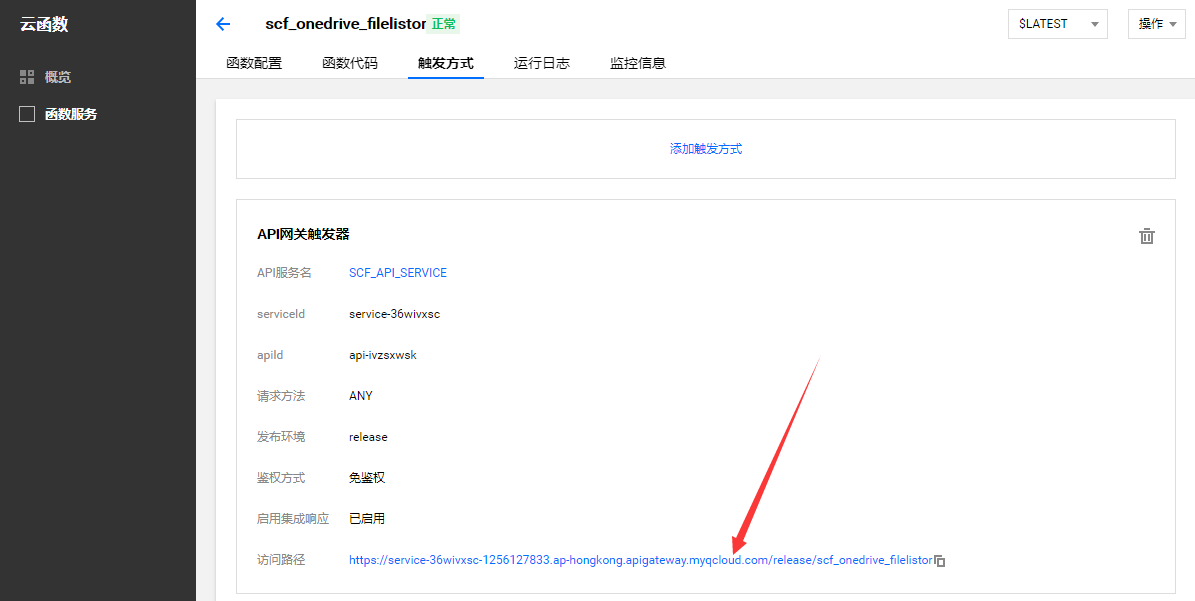 云函数
概览
函数服务
scf_onedrive_filelistor 正常
$LATEST
操作
函数配置 函数代码 触发方式 运行日志 监控信息
添加触发方式
API网关触发器
API服务名 SCF_API_SERVICE
serviceId service-36wivxsc
apiId api-ivzsxwsk
请求方法 ANY
发布环境 release
鉴权方式 免鉴权
启用集成响应 已启用
访问路径 https://service-36wivxsc-1256127833.ap-hongkong.apigateway.myqcloud.com/release/scf_onedrive_filelistor